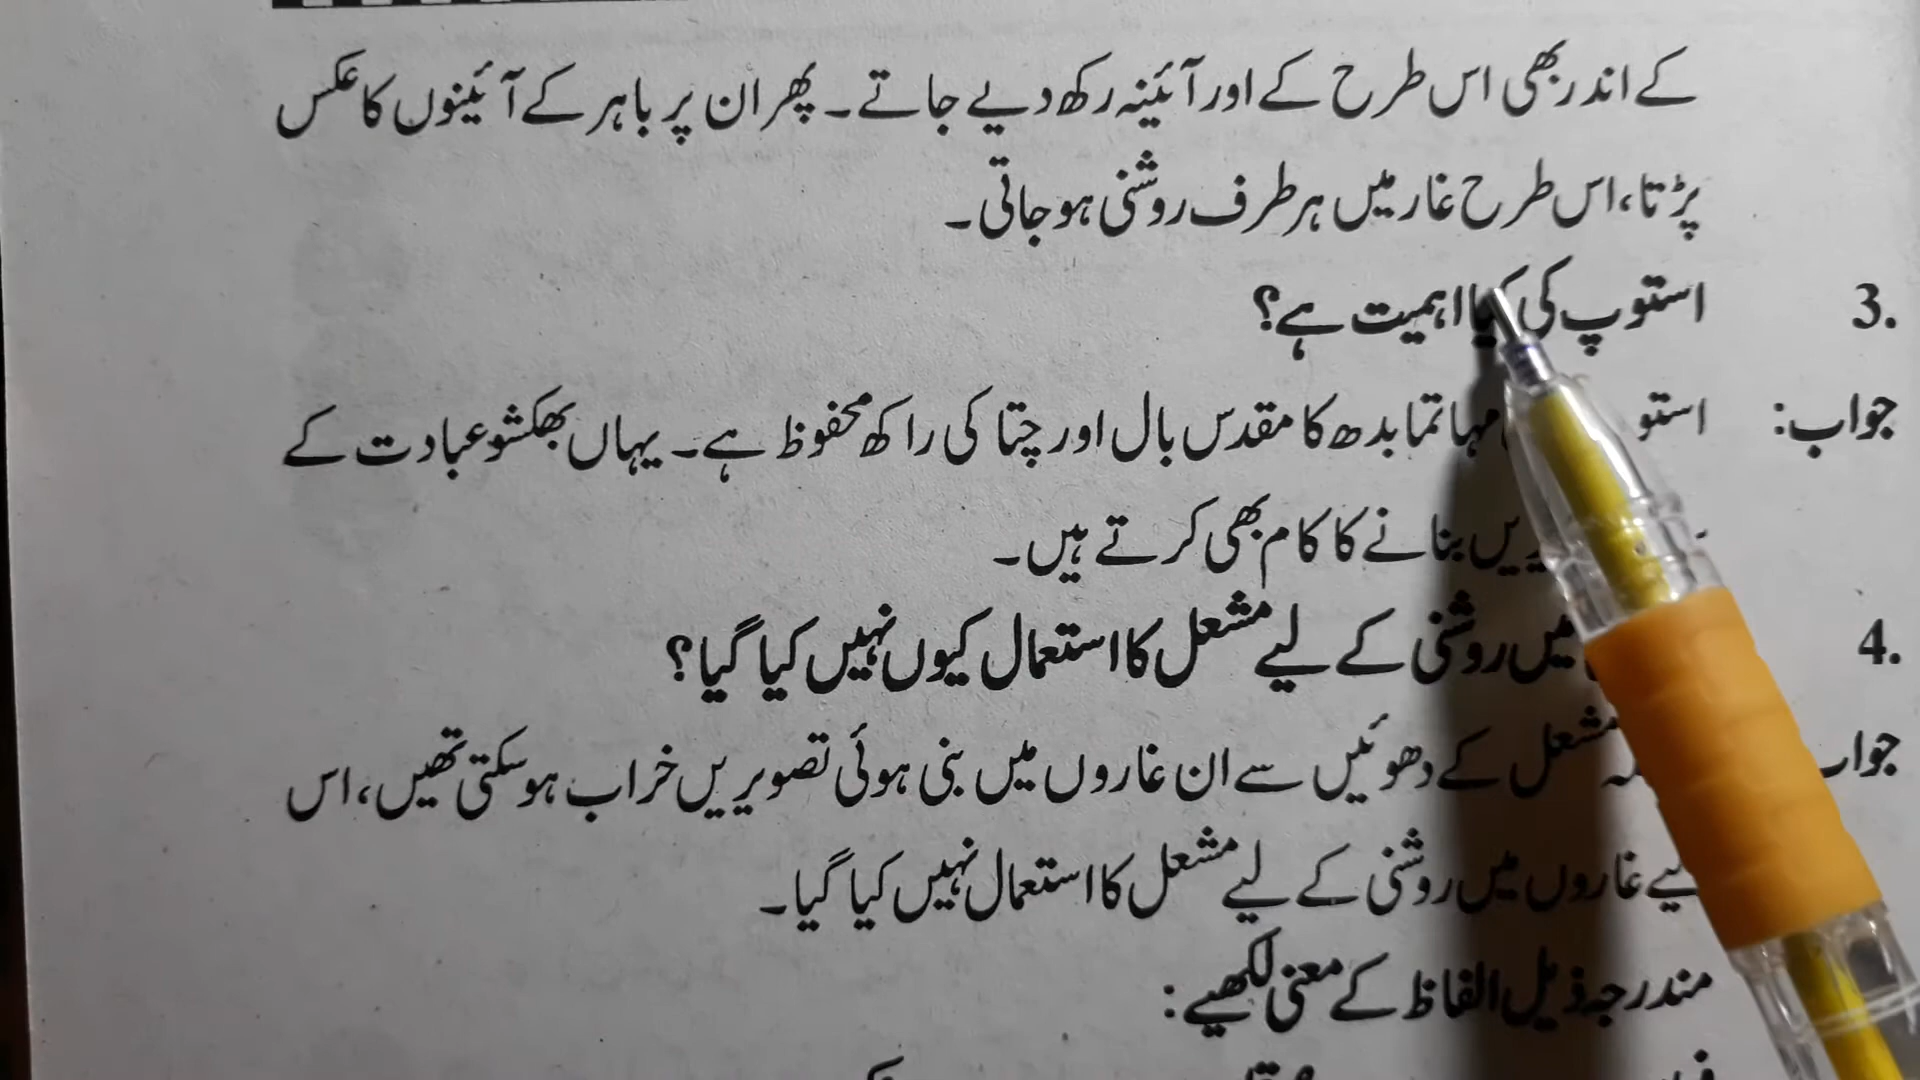 کے اندر بھی اس طرح کے اور آئینہ رکھ دیے جاتے۔ پھر ان پر باہر کے آئینوں کا عکس
پڑتا، اس طرح غار میں ہر طرف روشنی ہو جاتی۔
3. استوپ کی کیا اہمیت ہے؟
جواب: استو مہاتما بدھ کا مقدس بال اور چتا کی راکھ محفوظ ہے۔ یہاں بھکشو عبادت کے
بنانے کا کام بھی کرتے ہیں۔
4. میں روشنی کے لیے مشعل کا استعمال کیوں نہیں کیا گیا؟
جواب مشعل کے دھوئیں سے ان غاروں میں بنی ہوئی تصویریں خراب ہو سکتی تھیں، اس
لیے غاروں میں روشنی کے لیے مشعل کا استعمال نہیں کیا گیا۔
مندرجہ ذیل الفاظ کے معنی لکھیے: